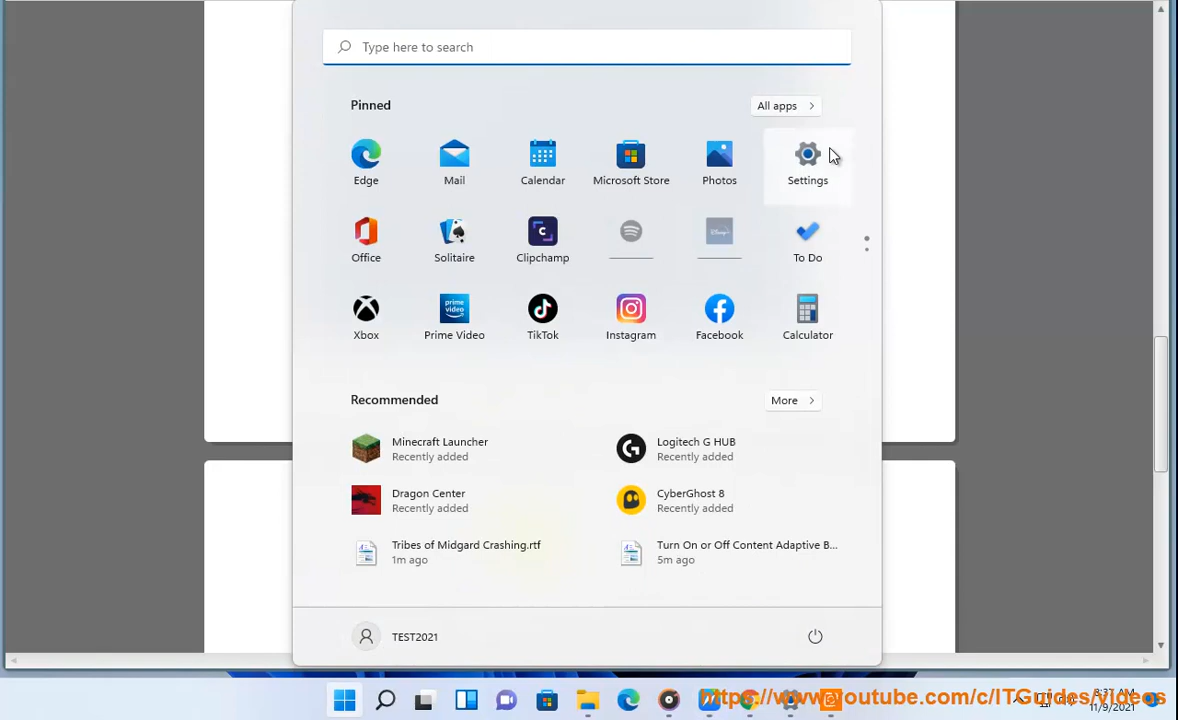 Type here to search
Pinned
All apps
Edge
Mail
Calendar
Microsoft Store
Photos
Settings
Office
Solitaire
Clipchamp
To Do
Xbox
Prime Video
TikTok
Instagram
Facebook
Calculator
Recommended
More
Minecraft Launcher
Recently added
Logitech G HUB
Recently added
Dragon Center
Recently added
CyberGhost 8
Recently added
Tribes of Midgard Crashing.rtf
1m ago
Turn On or Off Content Adaptive B...
5m ago
TEST2021
https://www.youtube.com/c/ITGuides/videos
8:37 AM
11/9/2021